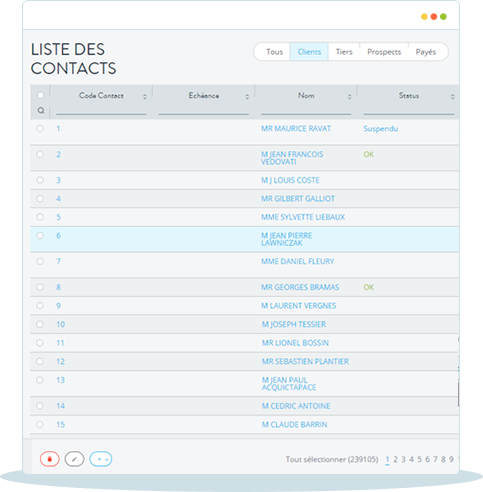 LISTE DES
CONTACTS
Tous Clients Tiers Prospects Payés
Code Contact Echéance Nom Status
1 MR MAURICE RAVAT Suspendu
2 M JEAN FRANCOIS
VEDOVATI OK
3 M J LOUIS COSTE
4 MR GILBERT GALLIOT
5 MME SYLVETTE LIEBAUX
6 M JEAN PIERRE
LAWNICZAK
7 MME DANIEL FLEURY
8 MR GEORGES BRAMAS OK
9 M LAURENT VERGNES
10 M JOSEPH TESSIER
11 MR LIONEL BOSSIN
12 MR SEBASTIEN PLANTIER
13 M JEAN PAUL
ACQUICTAPACE
14 M CEDRIC ANTOINE
15 M CLAUDE BARRIN
Tout sélectionner (239105) 1 2 3 4 5 6 7 8 9